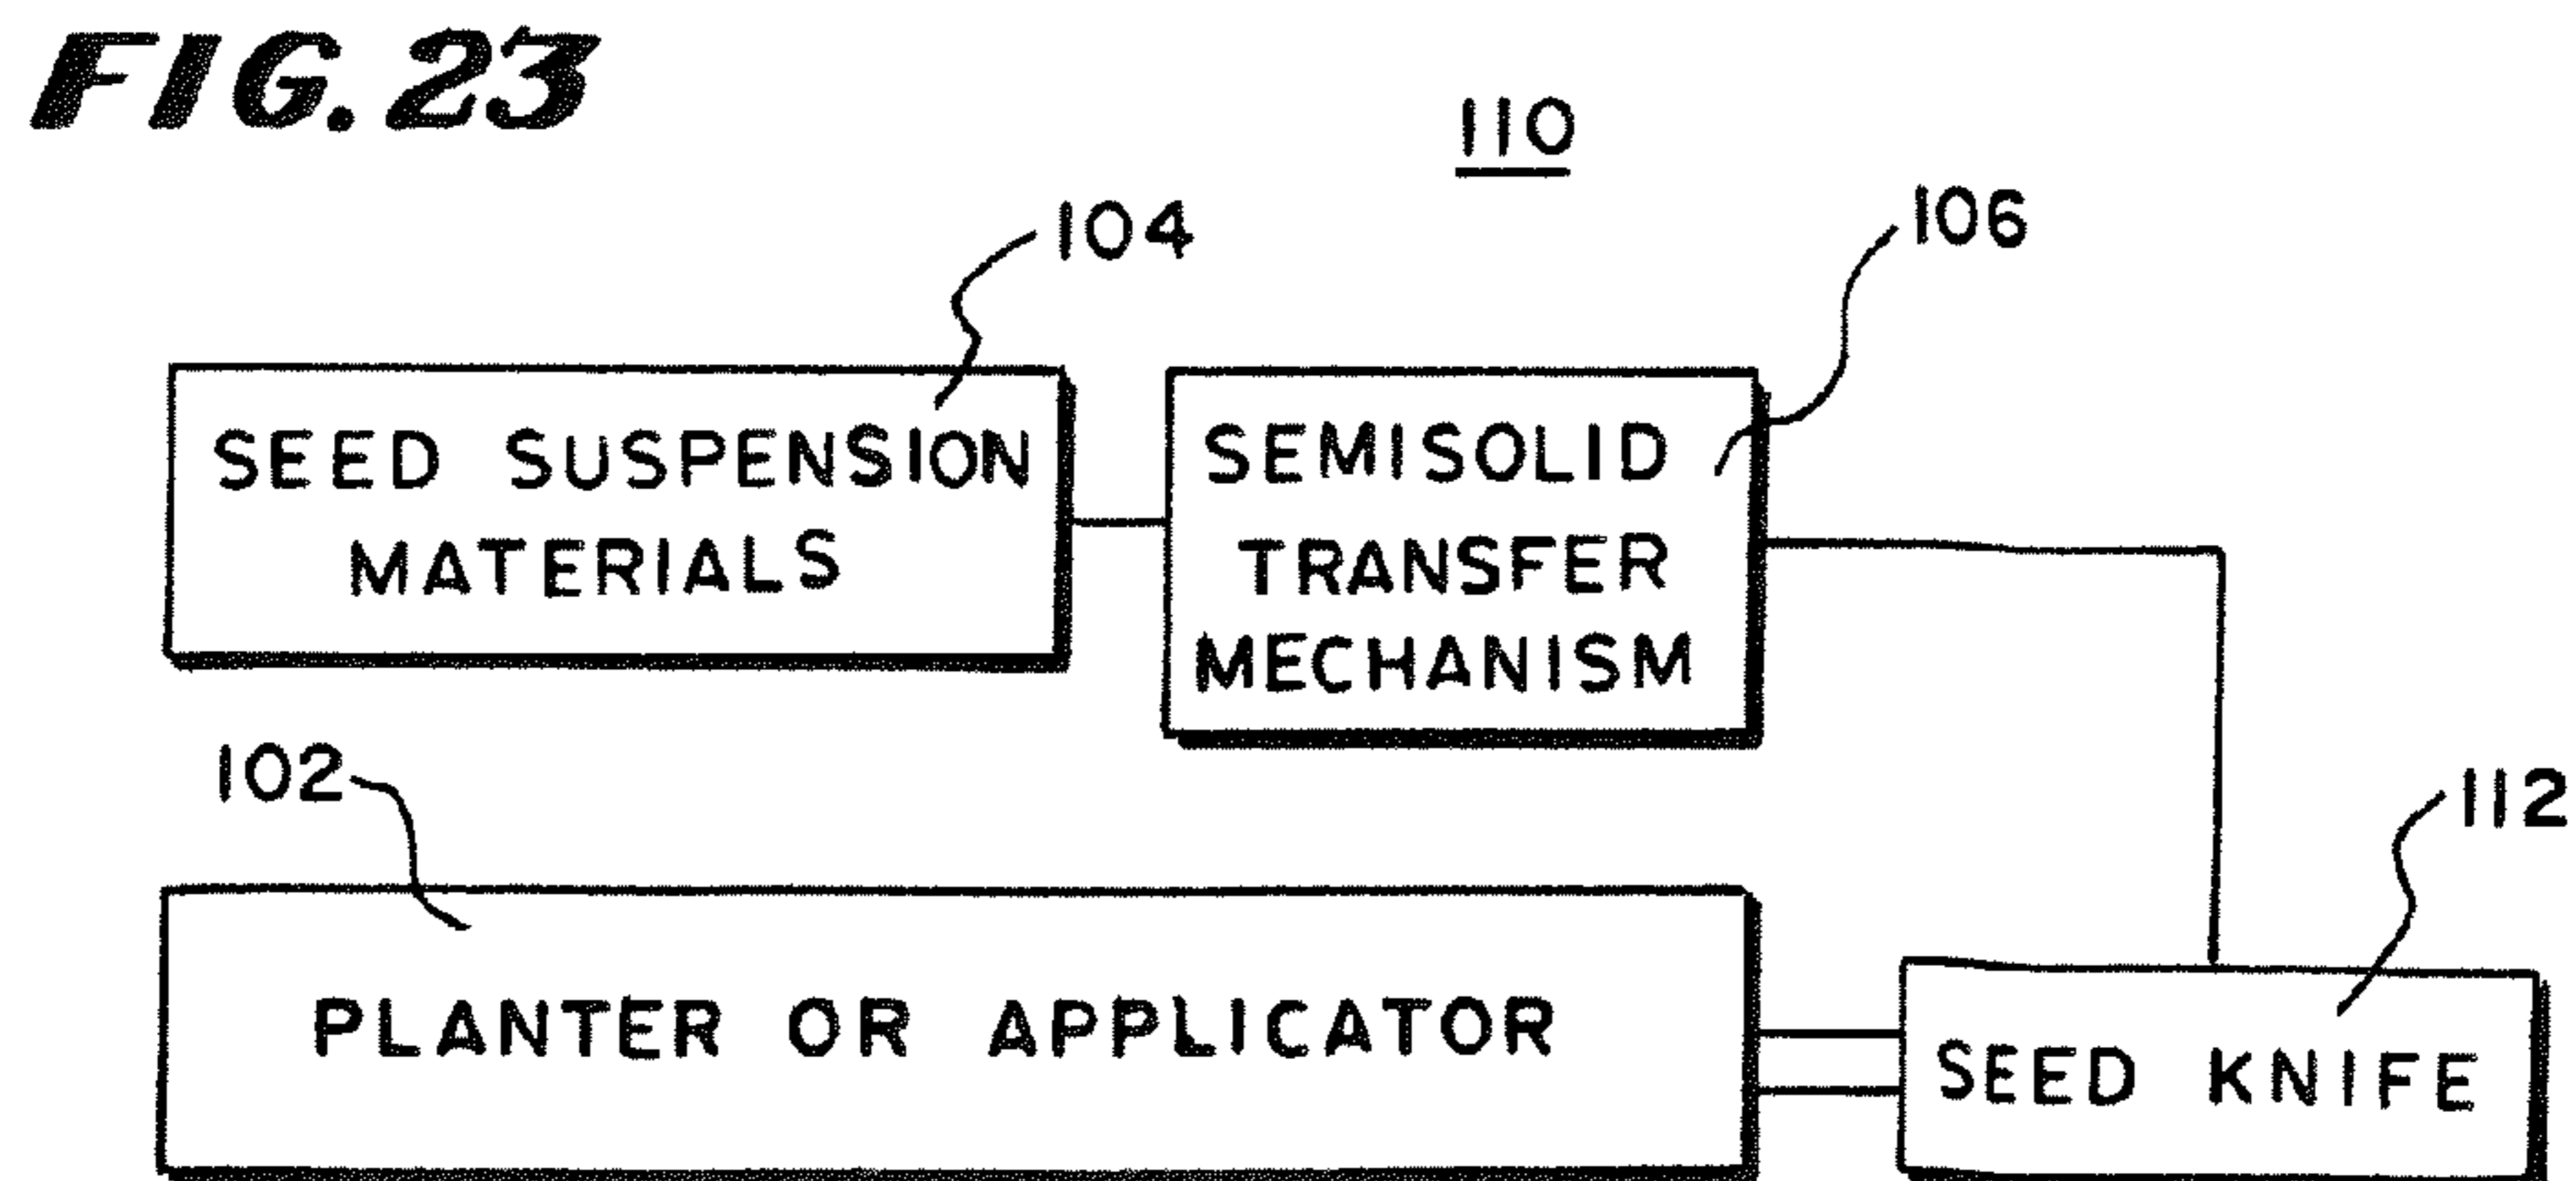 FIG. 23
110
104
106
SEED SUSPENSION
MATERIALS
SEMISOLID
TRANSFER
MECHANISM
102
112
PLANTER OR APPLICATOR
SEED KNIFE